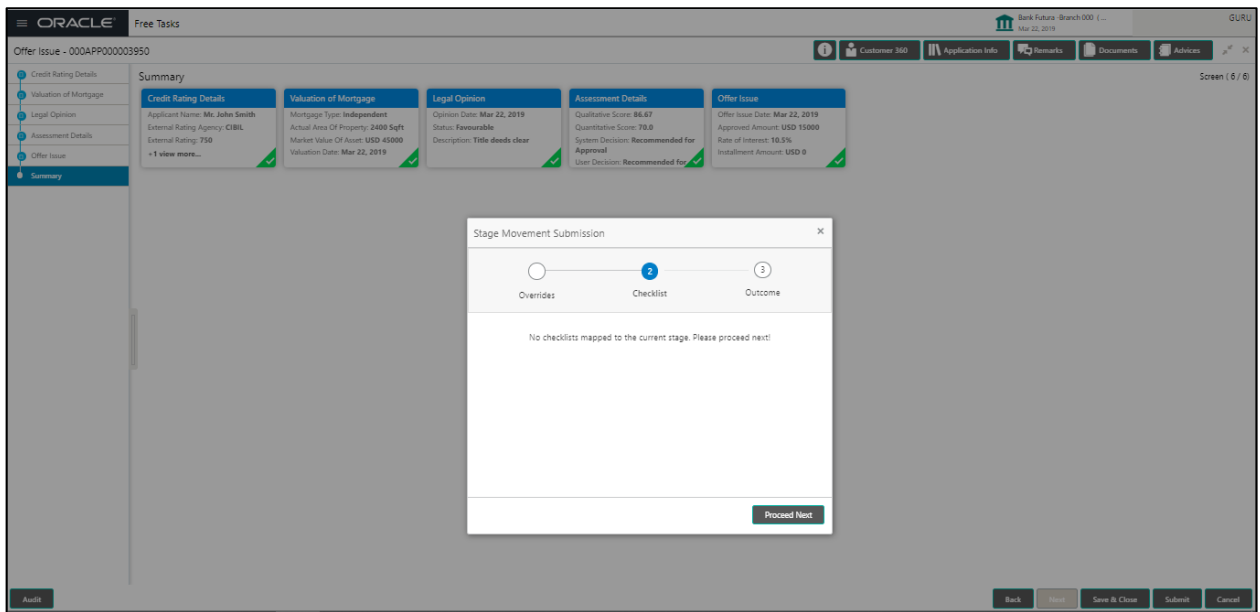 ORACLE
Free Tasks
Bank Futura -Branch 000 ( ...
Mar 22, 2019
GURU
Offer Issue - 000APP000003950
Customer 360
Application Info
Remarks
Documents
Advices
Credit Rating Details
Valuation of Mortgage
Legal Opinion
Assessment Details
Offer Issue
Summary
Summary
Screen ( 6 / 6)
Credit Rating Details
Applicant Name: Mr. John Smith
External Rating Agency: CIBIL
External Rating: 750
+1 view more...
Valuation of Mortgage
Mortgage Type: Independent
Actual Area Of Property: 2400 Sqft
Market Value Of Asset: USD 45000
Valuation Date: Mar 22, 2019
Legal Opinion
Opinion Date: Mar 22, 2019
Status: Favourable
Description: Title deeds clear
Assessment Details
Qualitative Score: 86.67
Quantitative Score: 70.0
System Decision: Recommended for
Approval
User Decision: Recommended for
Offer Issue
Offer Issue Date: Mar 22, 2019
Approved Amount: USD 15000
Rate of Interest: 10.5%
Installment Amount: USD 0
Stage Movement Submission
2
3
Overrides
Checklist
Outcome
No checklists mapped to the current stage. Please proceed next!
Proceed Next
Audit
Back
Next
Save & Close
Submit
Cancel